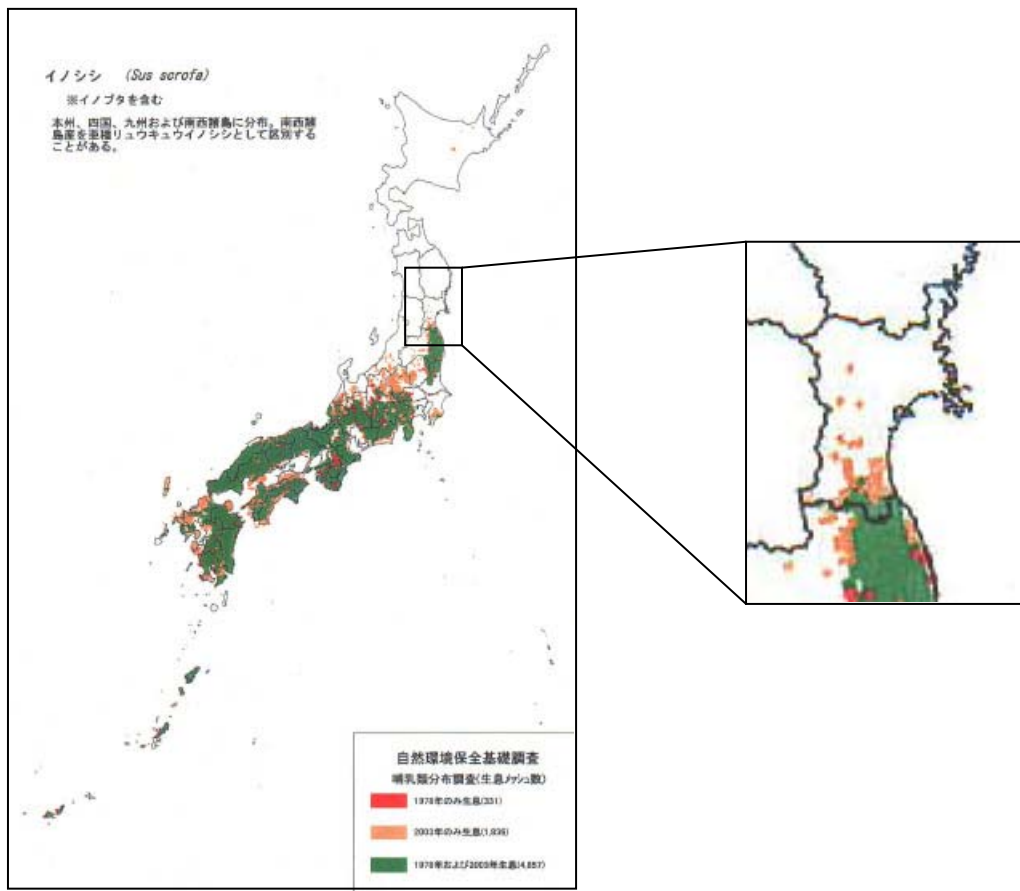 イノシシ (Sus scrofa)
※イノブタを含む
本州、四国、九州および南西諸島に分布。南西諸
島産を亜種リュウキュウイノシシとして区別する
ことがある。
自然環境保全基礎調査
哺乳類分布調査(生息メッシュ数)
1978年のみ生息(331)
2003年のみ生息(1,836)
1978年および2003年生息(4,857)